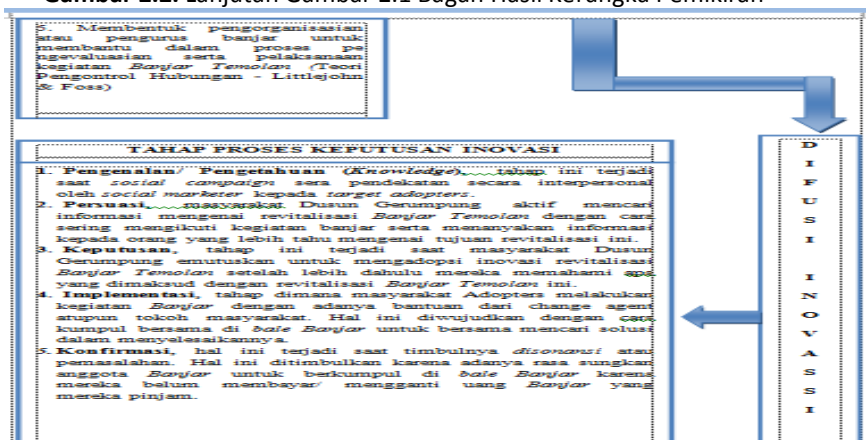 Gambar 2.2. Lanjutan Gambar 2.1 Bagan Hasil Kerangka Pemikiran
5. Membentuk pengorganisasian
atau pengurus banjar untuk
membantu dalam proses pe
ngevaluasian serta pelaksanaan
kegiatan Banjar Temolan (Teori
Pengontrol Hubungan - Littlejohn
& Foss)
TAHAP PROSES KEPUTUSAN INOVASI
1. Pengenalan/ Pengetahuan (Knowledge), tahap ini terjadi
saat sosial campaign sera pendekatan secara interpersonal
oleh social marketer kepada target adopters.
2. Persuasi, masyarakat Dusun Gerumpung aktif mencari
informasi mengenai revitalisasi Banjar Temolan dengan cara
sering mengikuti kegiatan banjar serta menanyakan informasi
kepada orang yang lebih tahu mengenai tujuan revitalisasi ini.
3. Keputusan, tahap ini terjadi saat masyarakat Dusun
Gerumpung emutuskan untuk mengadopsi inovasi revitalisasi
Banjar Temolan setelah lebih dahulu mereka memahami apa
yang dimaksud dengan revitalisasi Banjar Temolan ini.
4. Implementasi, tahap dimana masyarakat Adopters melakukan
kegiatan Banjar dengan adanya bantuan dari change agent
atupun tokoh masyarakat. Hal ini diwujudkan dengan cara
kumpul bersama di bale Banjar untuk bersama mencari solusi
dalam menyelesaikannya.
5. Konfirmasi, hal ini terjadi saat timbulnya disonansi atau
pemasalahan. Hal ini ditimbulkan karena adanya rasa sungkan
anggota Banjar untuk berkumpul di bale Banjar karena
mereka belum membayar/ mengganti uang Banjar yang
mereka pinjam.
D
I
F
U
S
I
I
N
O
V
A
S
S
I